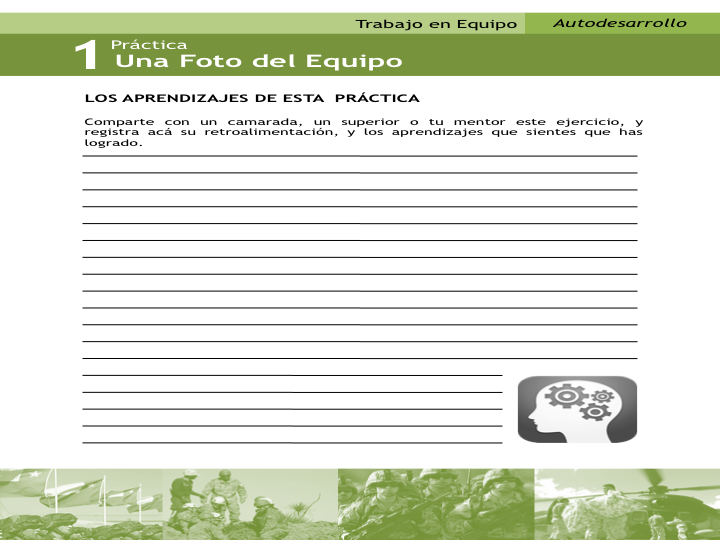 Trabajo en Equipo
Autodesarrollo
1
Práctica
Una Foto del Equipo
LOS APRENDIZAJES DE ESTA PRÁCTICA
Comparte con un camarada, un superior o tu mentor este ejercicio, y
registra acá su retroalimentación, y los aprendizajes que sientes que has
logrado.